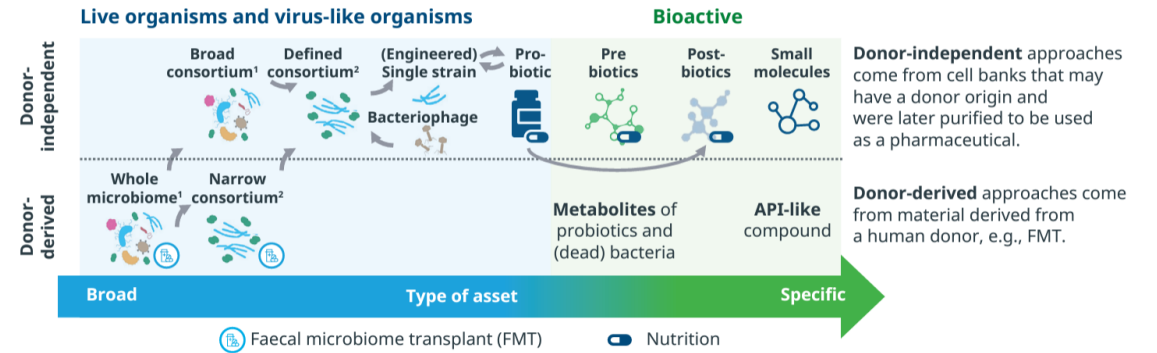 Live organisms and virus-like organisms
Bioactive
Donor-
independent
Broad
consortium¹
Defined
consortium²
(Engineered)
Single strain
Bacteriophage
Pro-
biotic
Pre
biotics
Post-
biotics
Small
molecules
Donor-independent approaches
come from cell banks that may
have a donor origin and
were later purified to be used
as a pharmaceutical.
Donor-
derived
Whole
microbiome¹
Narrow
consortium²
Metabolites of
probiotics and
(dead) bacteria
API-like
compound
Donor-derived approaches come
from material derived from
a human donor, e.g., FMT.
Broad
Type of asset
Specific
Faecal microbiome transplant (FMT)
Nutrition